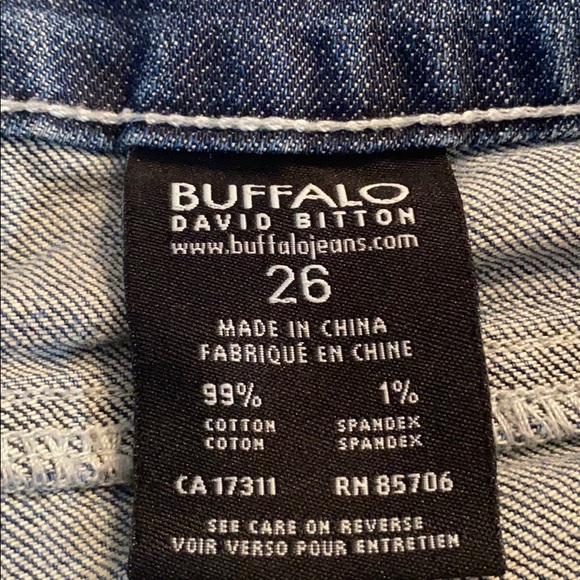 BUFFALO
DAVID BITTON
www.buffalojeans.com
26
MADE IN CHINA
FABRIQUÉ EN CHINE
99% 1%
COTTON SPANDEX
COTON SPANDEX
CA 17311 RN 85706
SEE CARE ON REVERSE
VOIR VERSO POUR ENTRETIEN